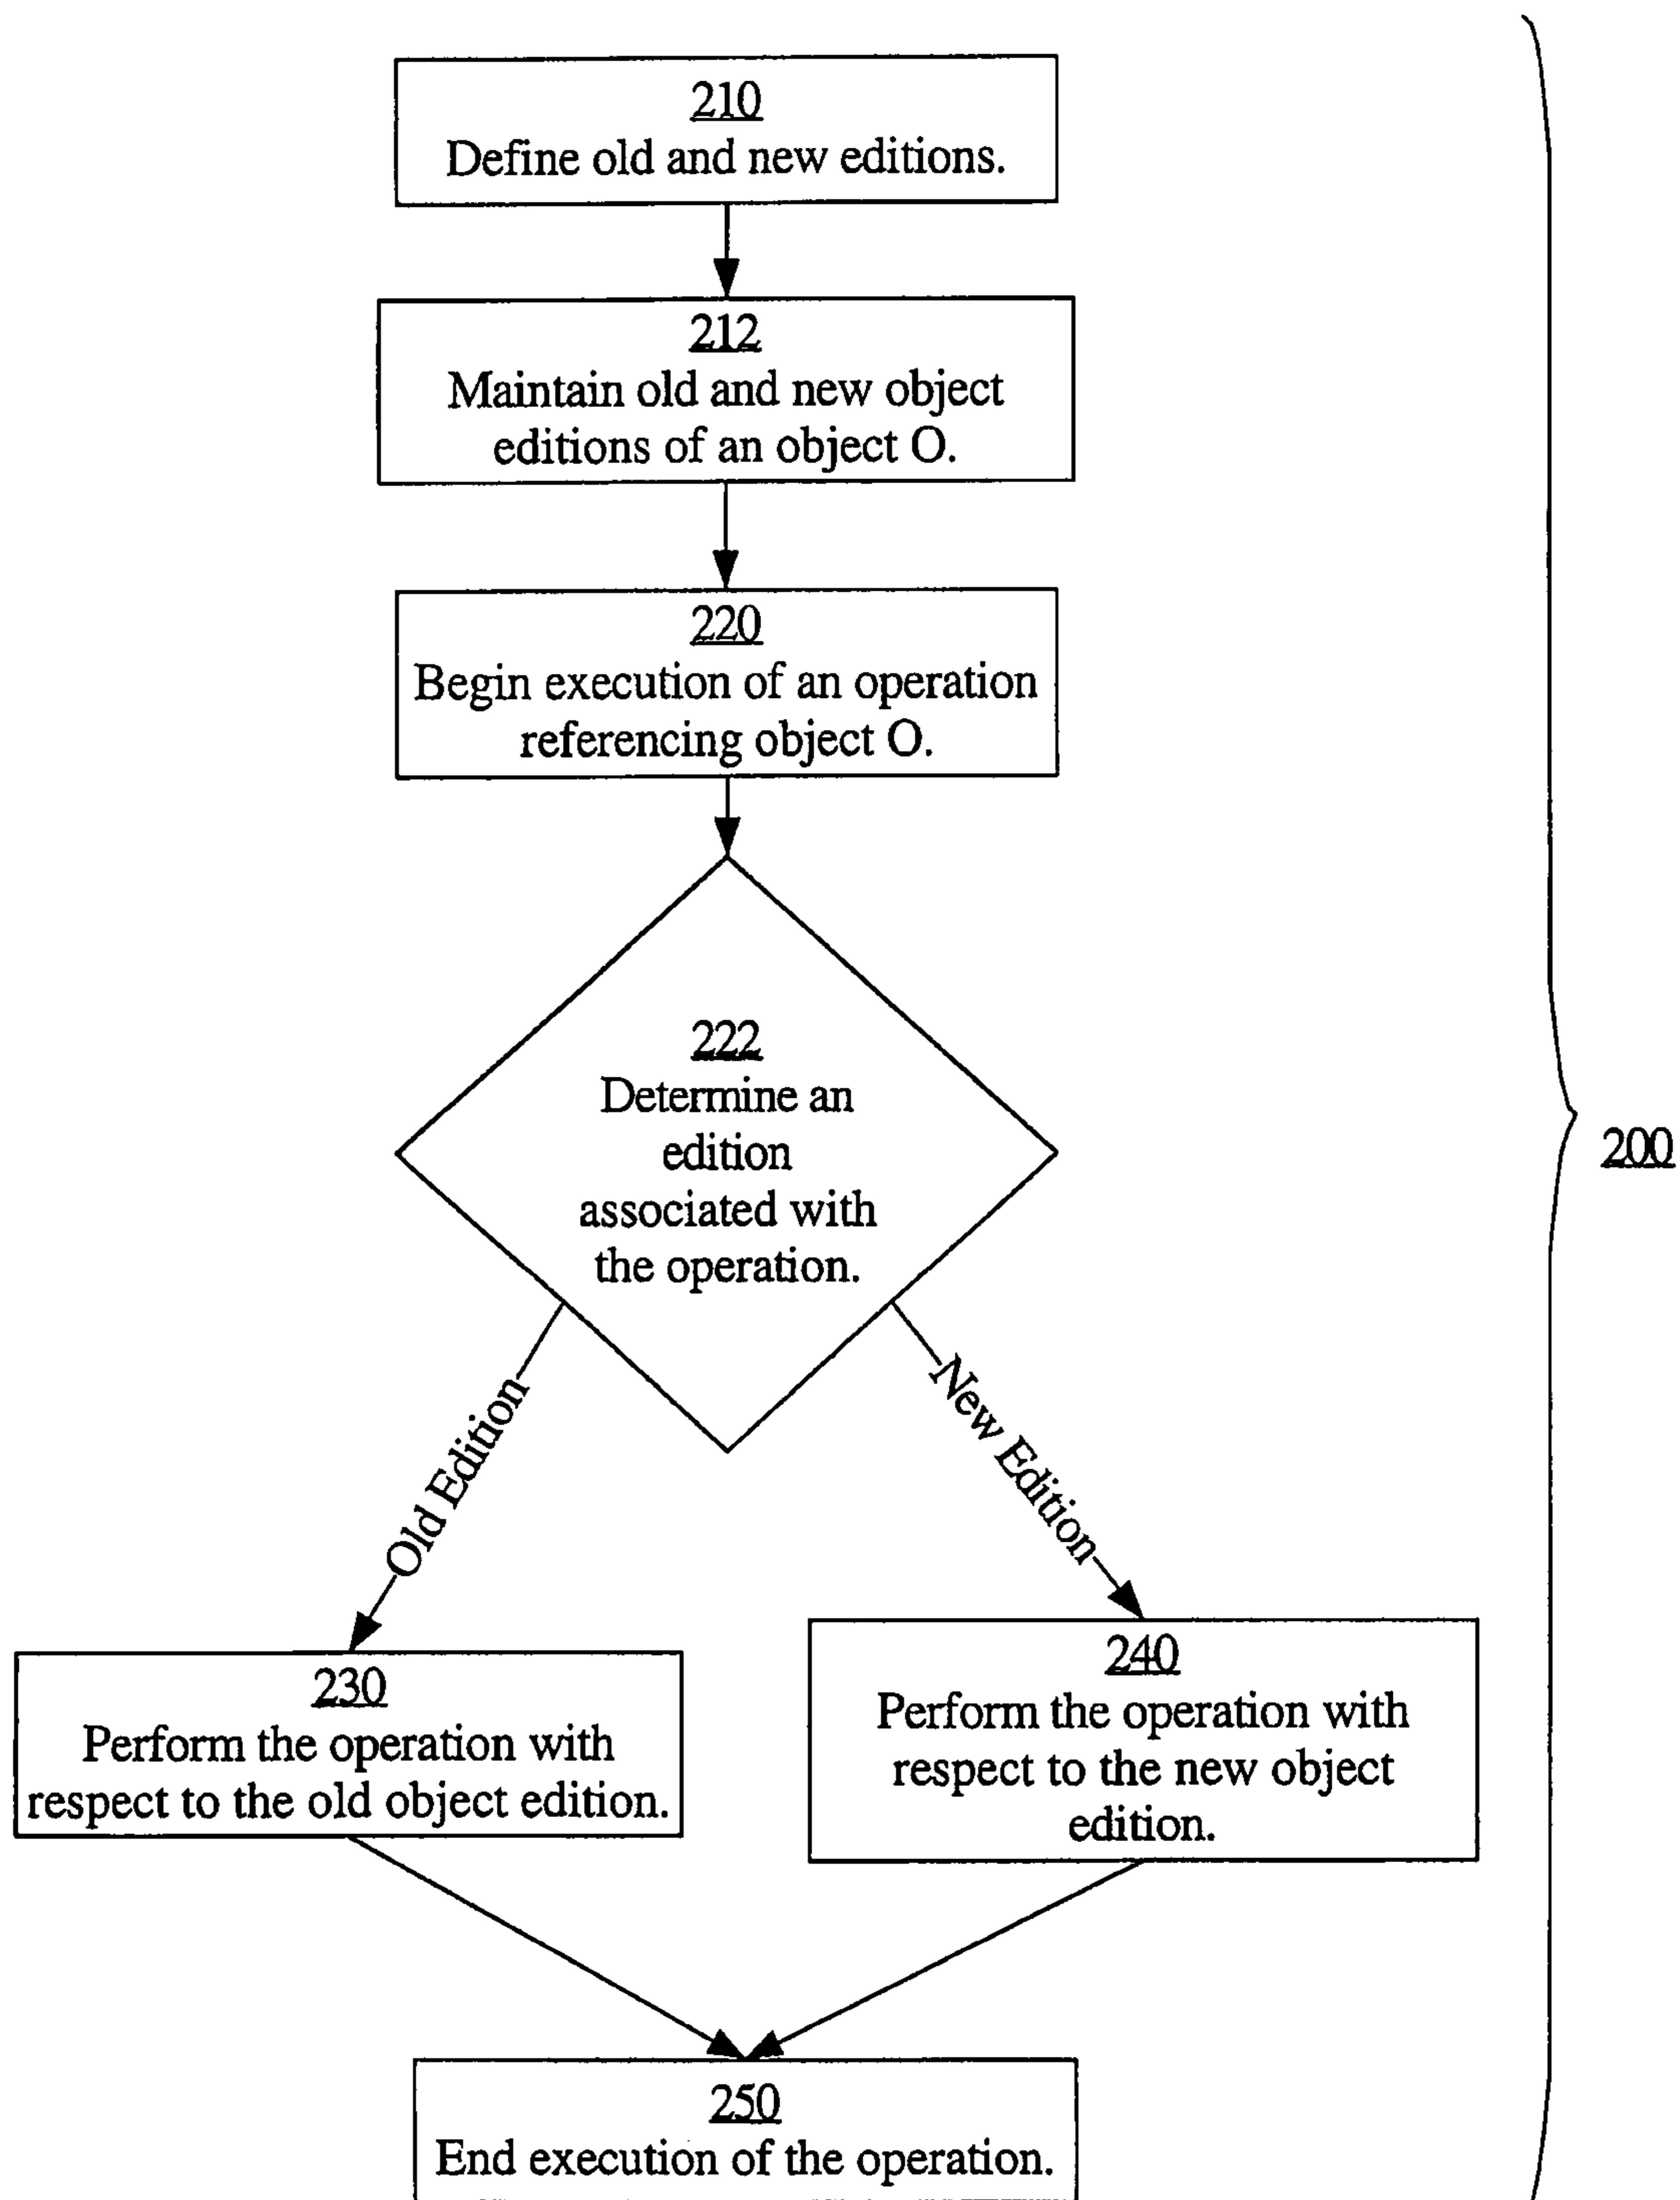 210
Define old and new editions.
212
Maintain old and new object
editions of an object O.
220
Begin execution of an operation
referencing object O.
222
Determine an
edition
associated with
the operation.
200
Old Edition
New Edition
230
Perform the operation with
respect to the old object edition.
240
Perform the operation with
respect to the new object
edition.
250
End execution of the operation.